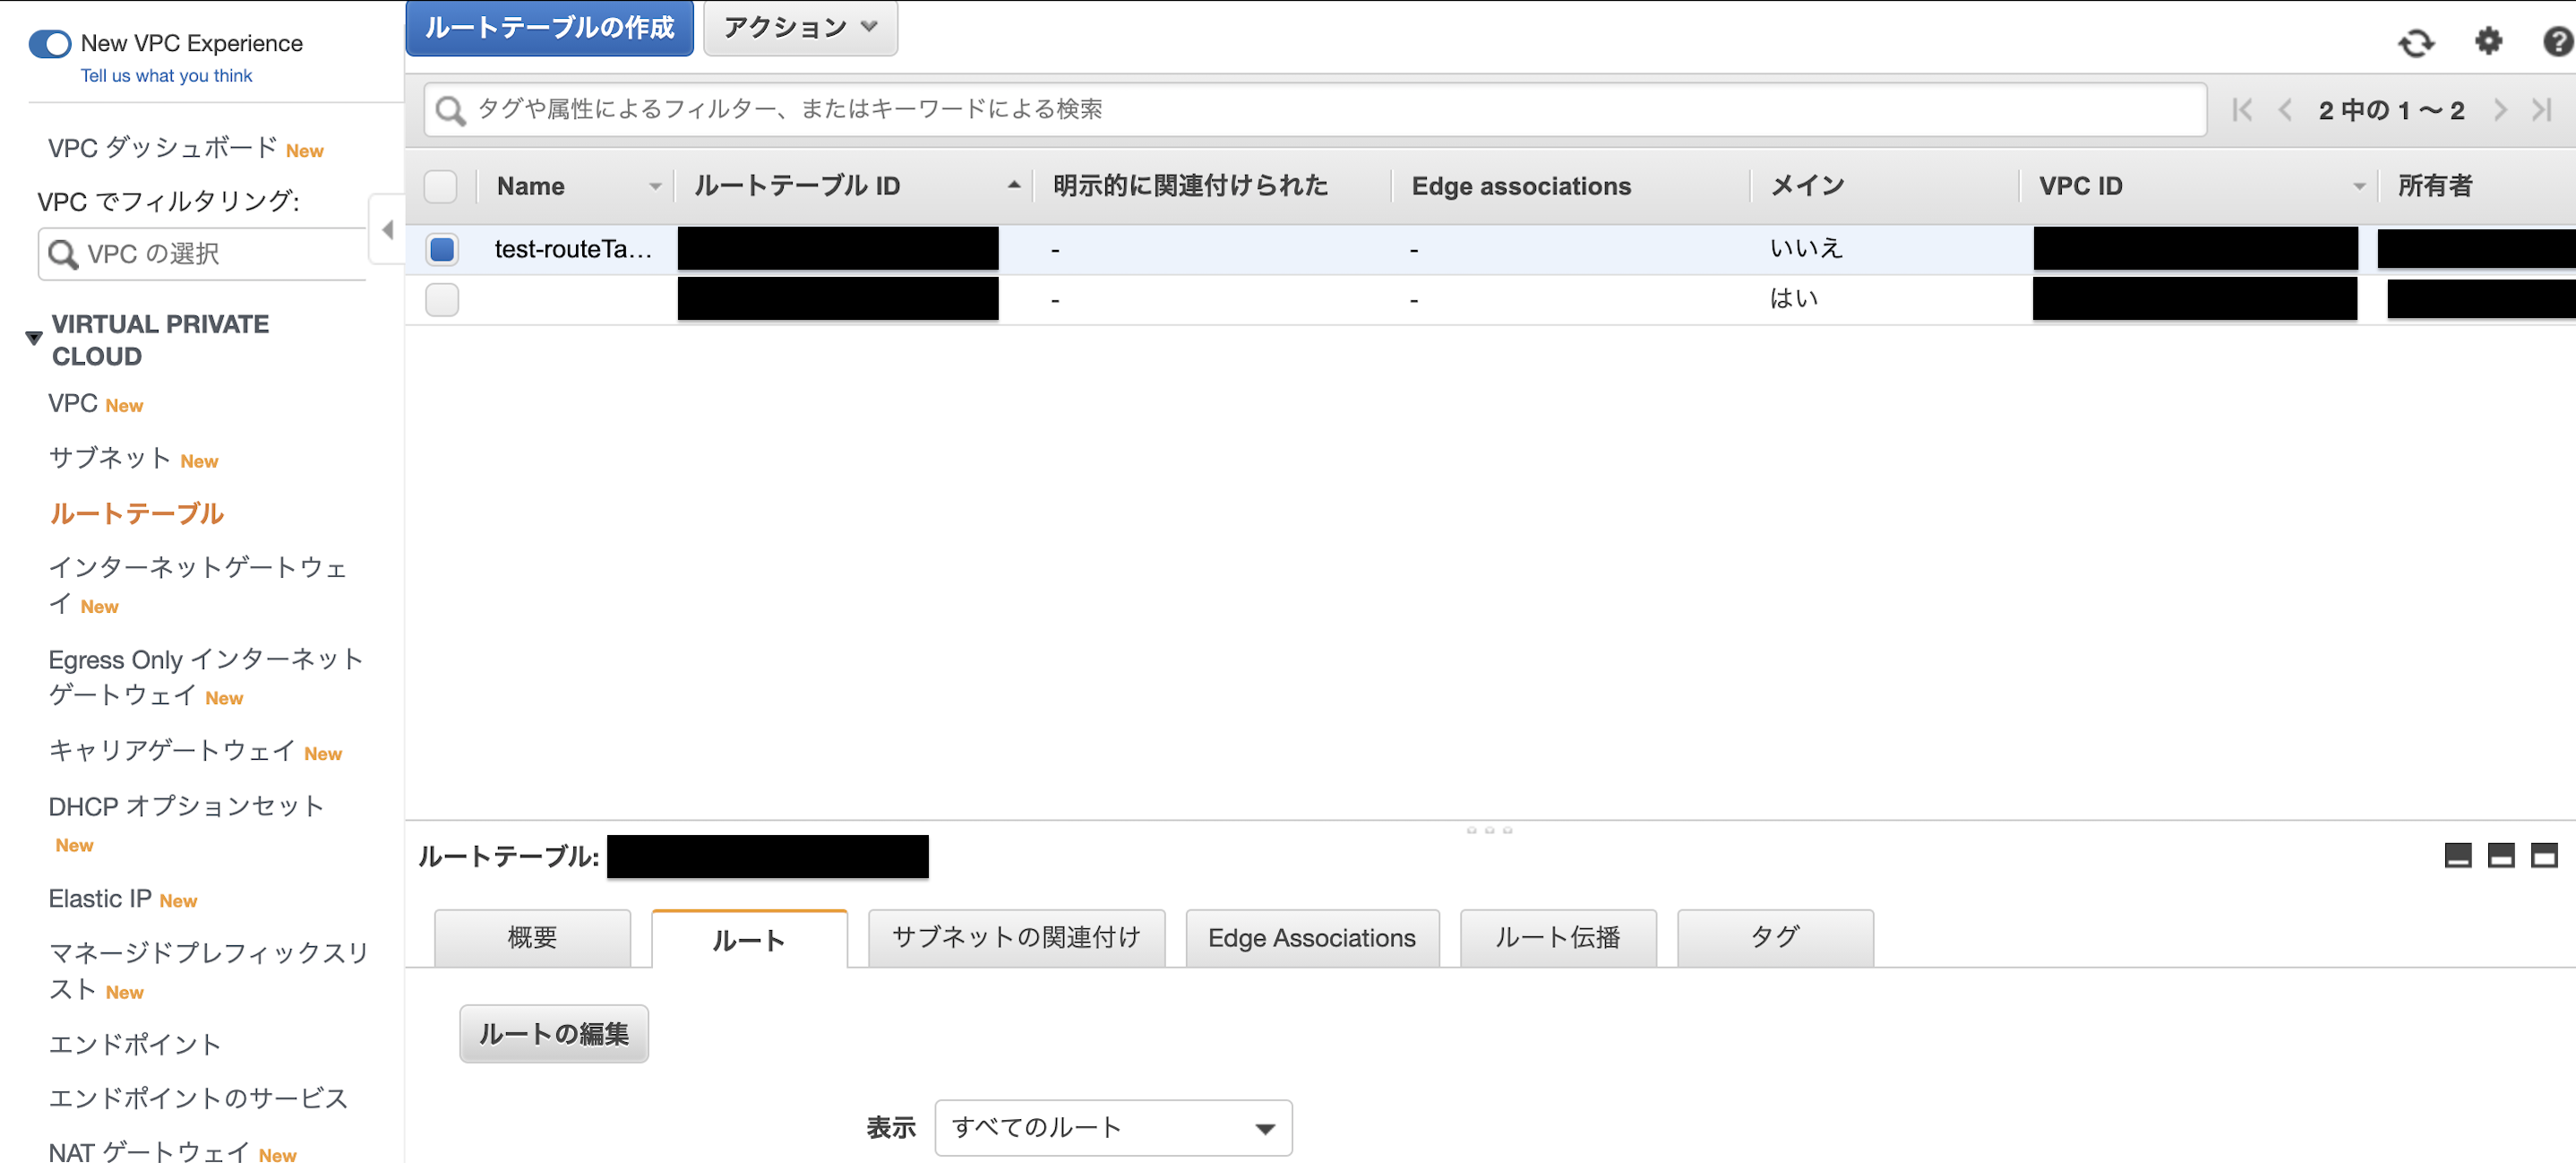 New VPC Experience
Tell us what you think
VPC ダッシュボード New
VPC でフィルタリング:
VPC の選択
VIRTUAL PRIVATE
CLOUD
VPC New
サブネット New
ルートテーブル
インターネットゲートウェ
イ New
Egress Only インターネット
ゲートウェイ New
キャリアゲートウェイ New
DHCP オプションセット
New
Elastic IP New
マネージドプレフィックスリ
スト New
エンドポイント
エンドポイントのサービス
NAT ゲートウェイ New
ルートテーブルの作成 アクション
タグや属性によるフィルター、またはキーワードによる検索 2 中の 1 ～ 2
Name ルートテーブル ID 明示的に関連付けられた Edge associations メイン VPC ID 所有者
test-routeTa... - - いいえ
- - はい
ルートテーブル:
概要 ルート サブネットの関連付け Edge Associations ルート伝播 タグ
ルートの編集
表示 すべてのルート